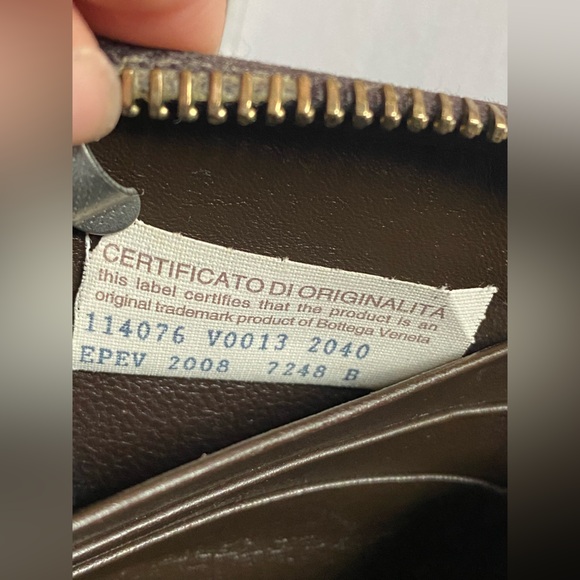 CERTIFICATO DI ORIGINALITA
this label certifies that the product is an
original trademark product of Bottega Veneta
114076 V0013 2040
EPEV 2008 7248 B